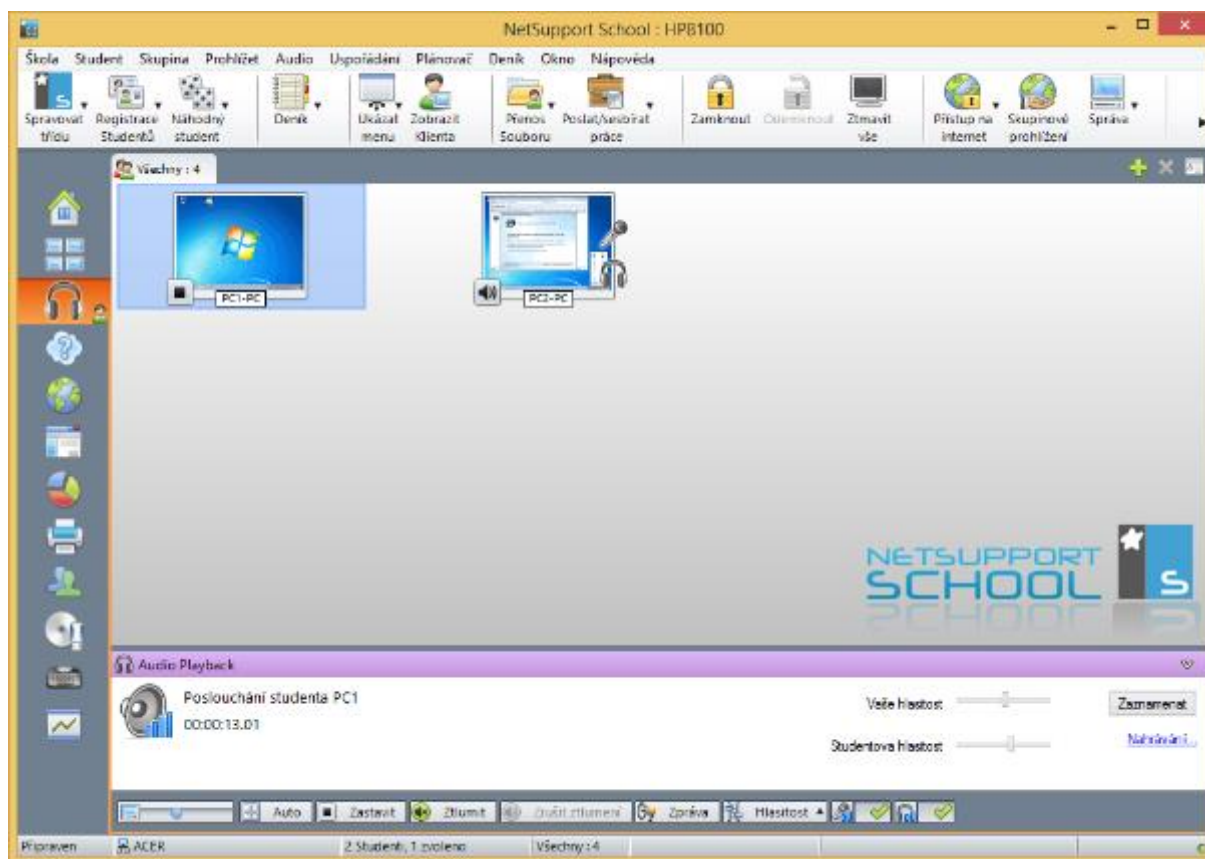 NetSupport School : HP8100
Škola Student Skupina Prohlížet Audio Uspořádání Plánovač Deník Okno Nápověda
Spravovat třídu
Registrace Studentů
Náhodný student
Deník
Ukázat menu
Zobrazit Klienta
Přenos Souboru
Poslat/sesbírat práce
Zamknout
Odemknout
Ztmavit vše
Přístup na internet
Skupinové prohlížení
Správa
Všechny : 4
PC1-PC
PC2-PC
NETSUPPORT
SCHOOL
S
Audio Playback
Poslouchání studenta PC1
00:00:13.01
Vaše hlasitost
Studentova hlasitost
Zaznamenat
Nahrávání...
Auto Zastavit Ztlumit Zrušit ztlumení Zpráva Hlasitost
Připraven ACER 2 Studenti, 1 zvoleno Všechny : 4